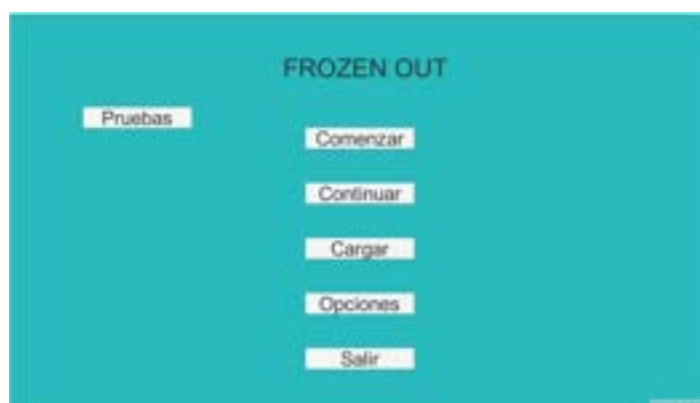 FROZEN OUT
Pruebas
Comenzar
Continuar
Cargar
Opciones
Salir